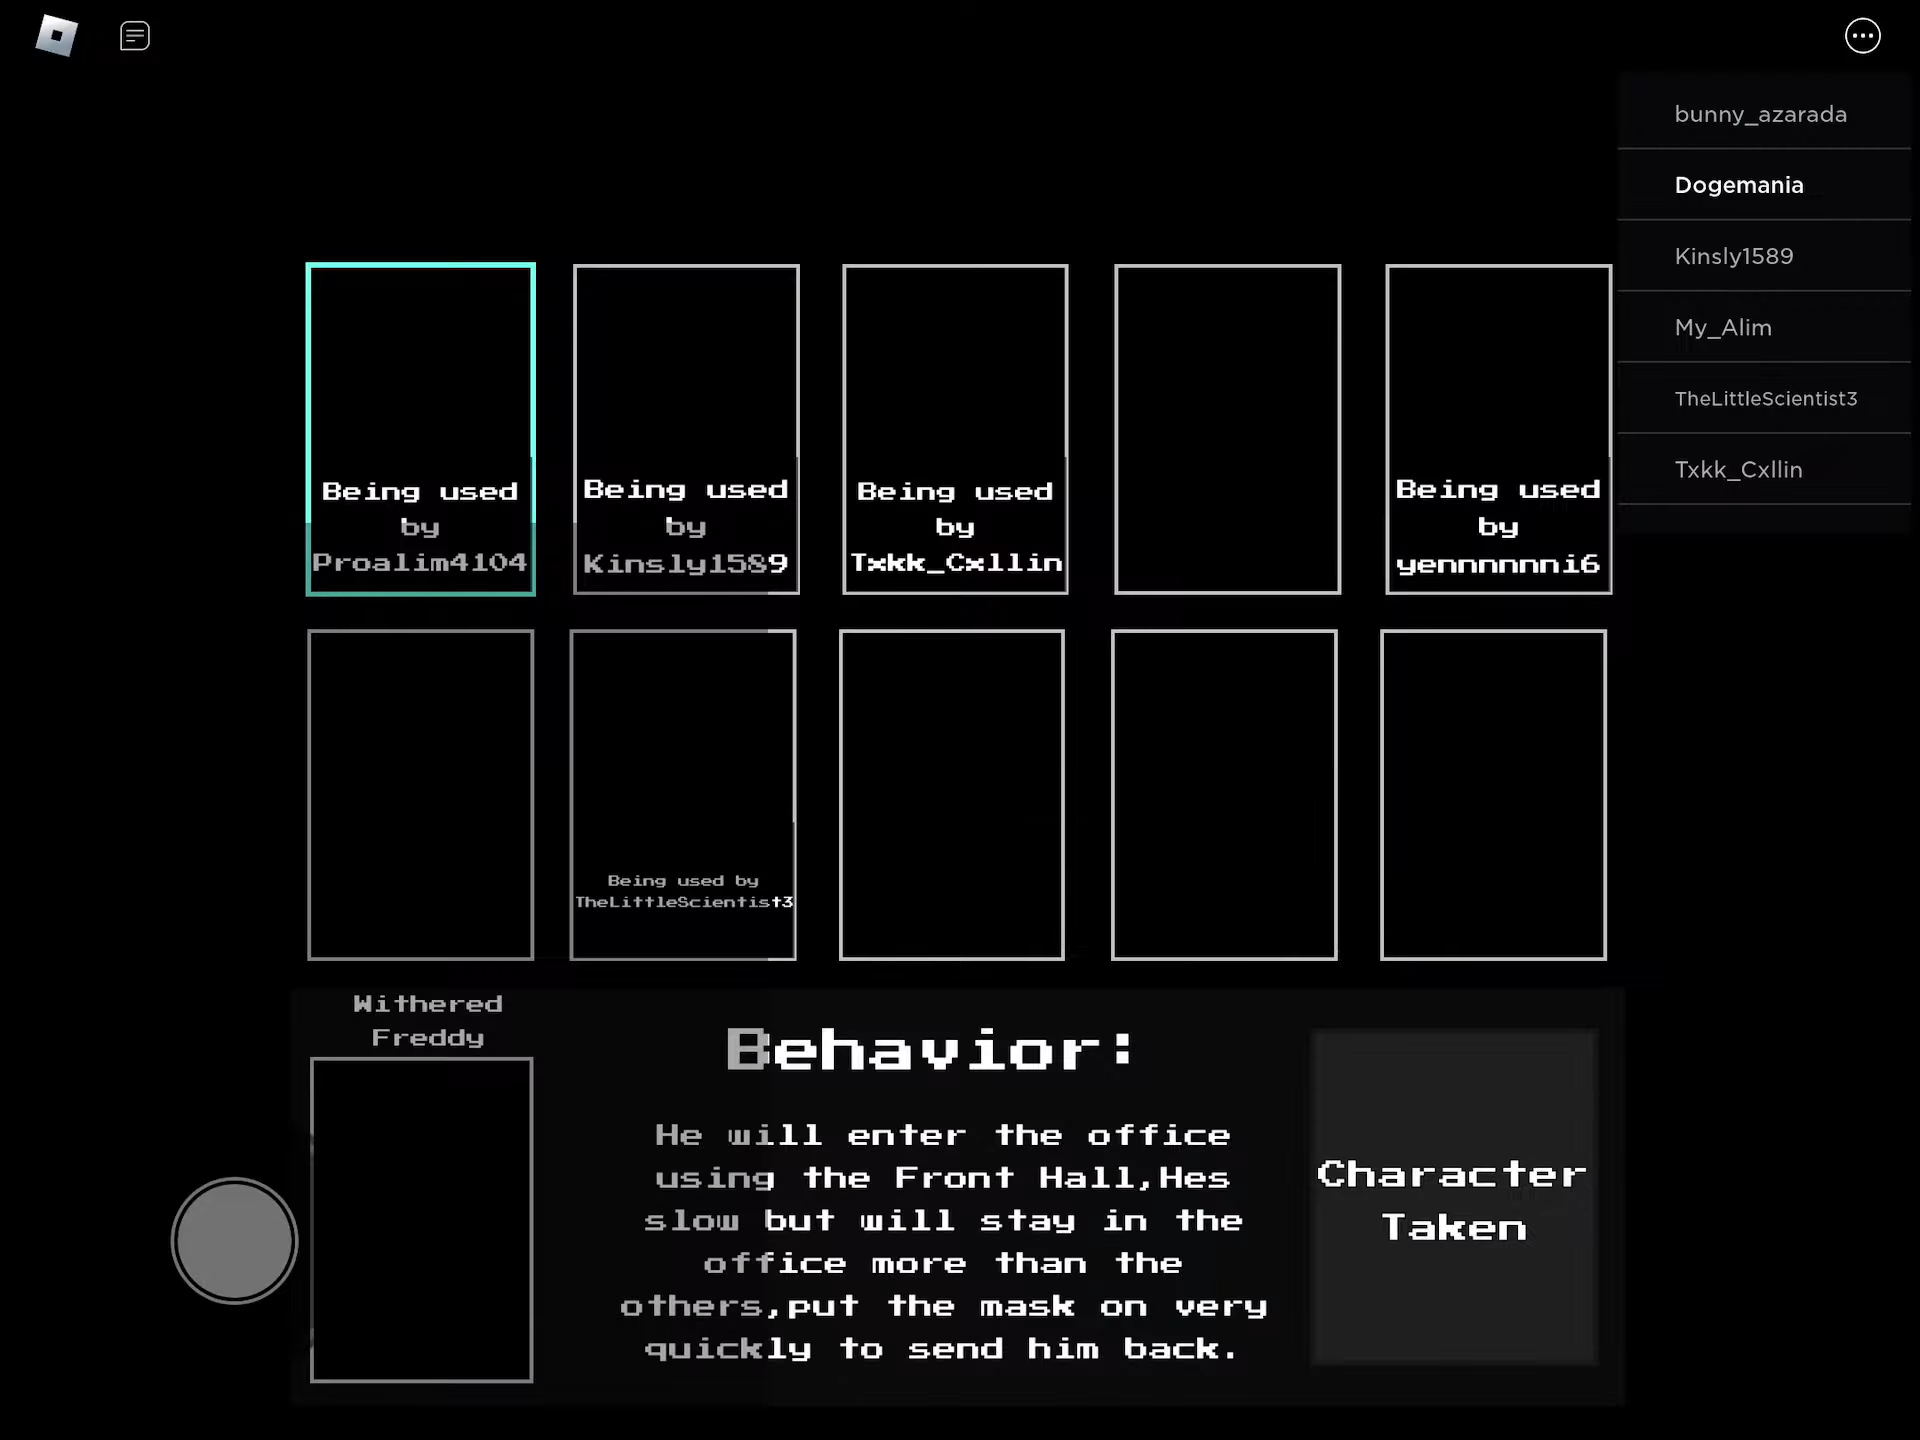 bunny_azarada
Dogemania
Kinsly1589
My_Alim
TheLittleScientist3
Txkk_Cxllin
Being used
by
Proalim4104
Being used
by
Kinsly1589
Being used
by
Txkk_Cxllin
Being used
by
yennnnnni6
Being used by
TheLittleScientist3
Withered
Freddy
Behavior:
He will enter the office
using the Front Hall,Hes
slow but will stay in the
office more than the
others,put the mask on very
quickly to send him back.
Character
Taken